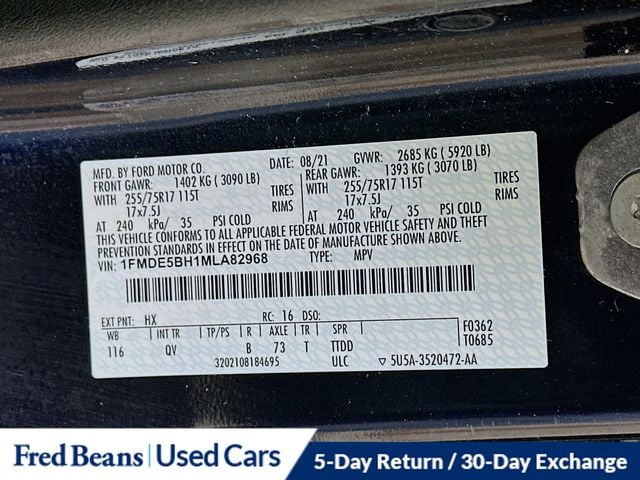 MFD. BY FORD MOTOR CO.
DATE: 08/21 GVWR: 2685 KG ( 5920 LB)
FRONT GAWR: 1402 KG ( 3090 LB)
REAR GAWR: 1393 KG ( 3070 LB)
WITH 255/75R17 115T TIRES
WITH 255/75R17 115T TIRES
17x7.5J RIMS
17x7.5J RIMS
AT 240 kPa/ 35 PSI COLD
AT 240 kPa/ 35 PSI COLD
THIS VEHICLE CONFORMS TO ALL APPLICABLE FEDERAL MOTOR VEHICLE SAFETY AND THEFT
PREVENTION STANDARDS IN EFFECT ON THE DATE OF MANUFACTURE SHOWN ABOVE.
VIN: 1FMDE5BH1MLA82968 TYPE: MPV
EXT PNT: HX RC: 16 DSO: F0362
WB INT TR TP/PS R AXLE TR SPR T0685
116 QV B 73 T TTDD
3202108184695 ULC ▽ 5U5A-3520472-AA
Fred Beans | Used Cars 5-Day Return / 30-Day Exchange